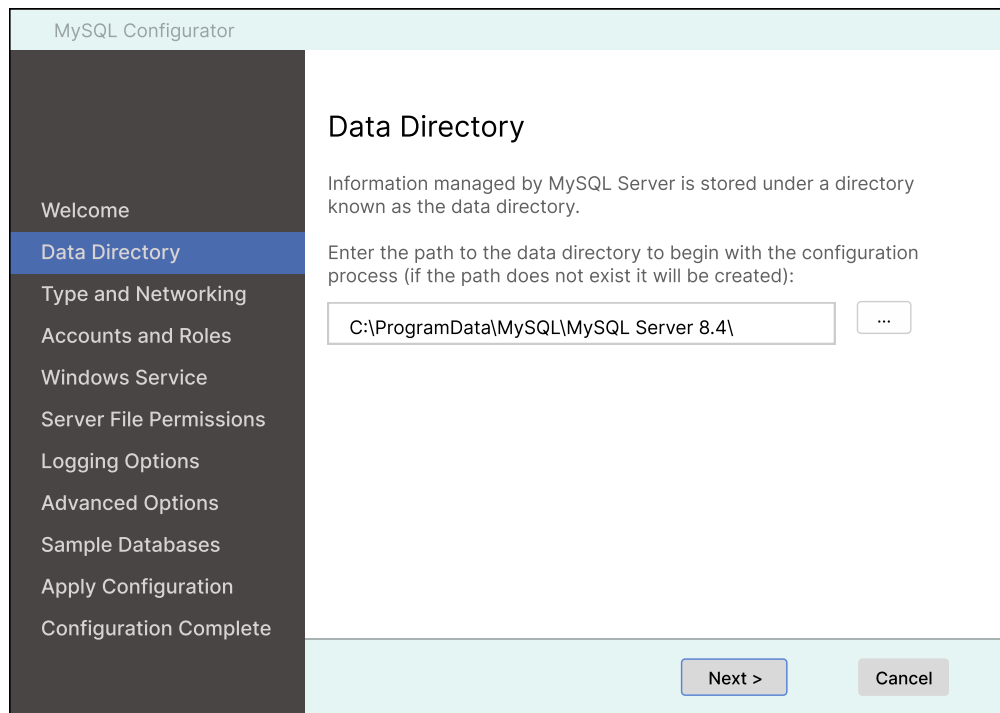 MySQL Configurator
Welcome
Data Directory
Type and Networking
Accounts and Roles
Windows Service
Server File Permissions
Logging Options
Advanced Options
Sample Databases
Apply Configuration
Configuration Complete
Data Directory
Information managed by MySQL Server is stored under a directory
known as the data directory.
Enter the path to the data directory to begin with the configuration
process (if the path does not exist it will be created):
C:\ProgramData\MySQL\MySQL Server 8.4\
...
Next >
Cancel